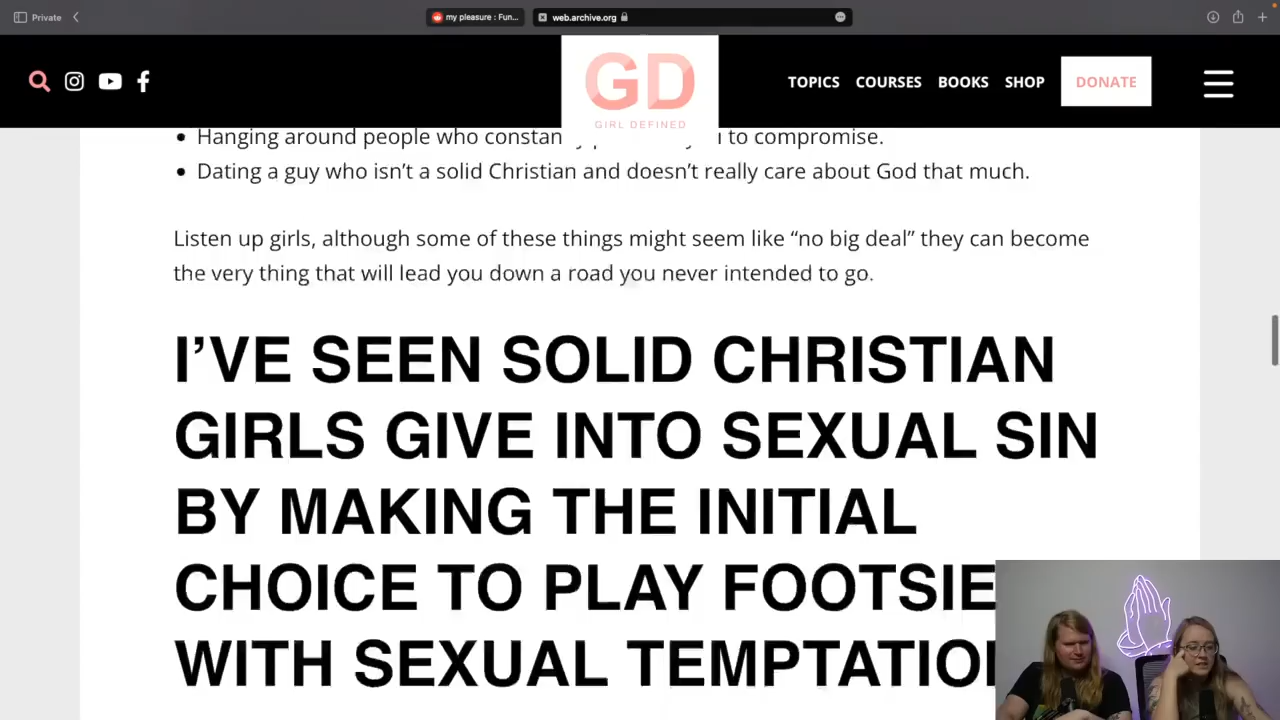 Private
my pleasure : Fun...
web.archive.org
GD
GIRL DEFINED
TOPICS COURSES BOOKS SHOP DONATE
Hanging around people who to compromise.
Dating a guy who isn’t a solid Christian and doesn’t really care about God that much.
Listen up girls, although some of these things might seem like “no big deal” they can become
the very thing that will lead you down a road you never intended to go.
I’VE SEEN SOLID CHRISTIAN
GIRLS GIVE INTO SEXUAL SIN
BY MAKING THE INITIAL
CHOICE TO PLAY FOOTSIE
WITH SEXUAL TEMPTATIO